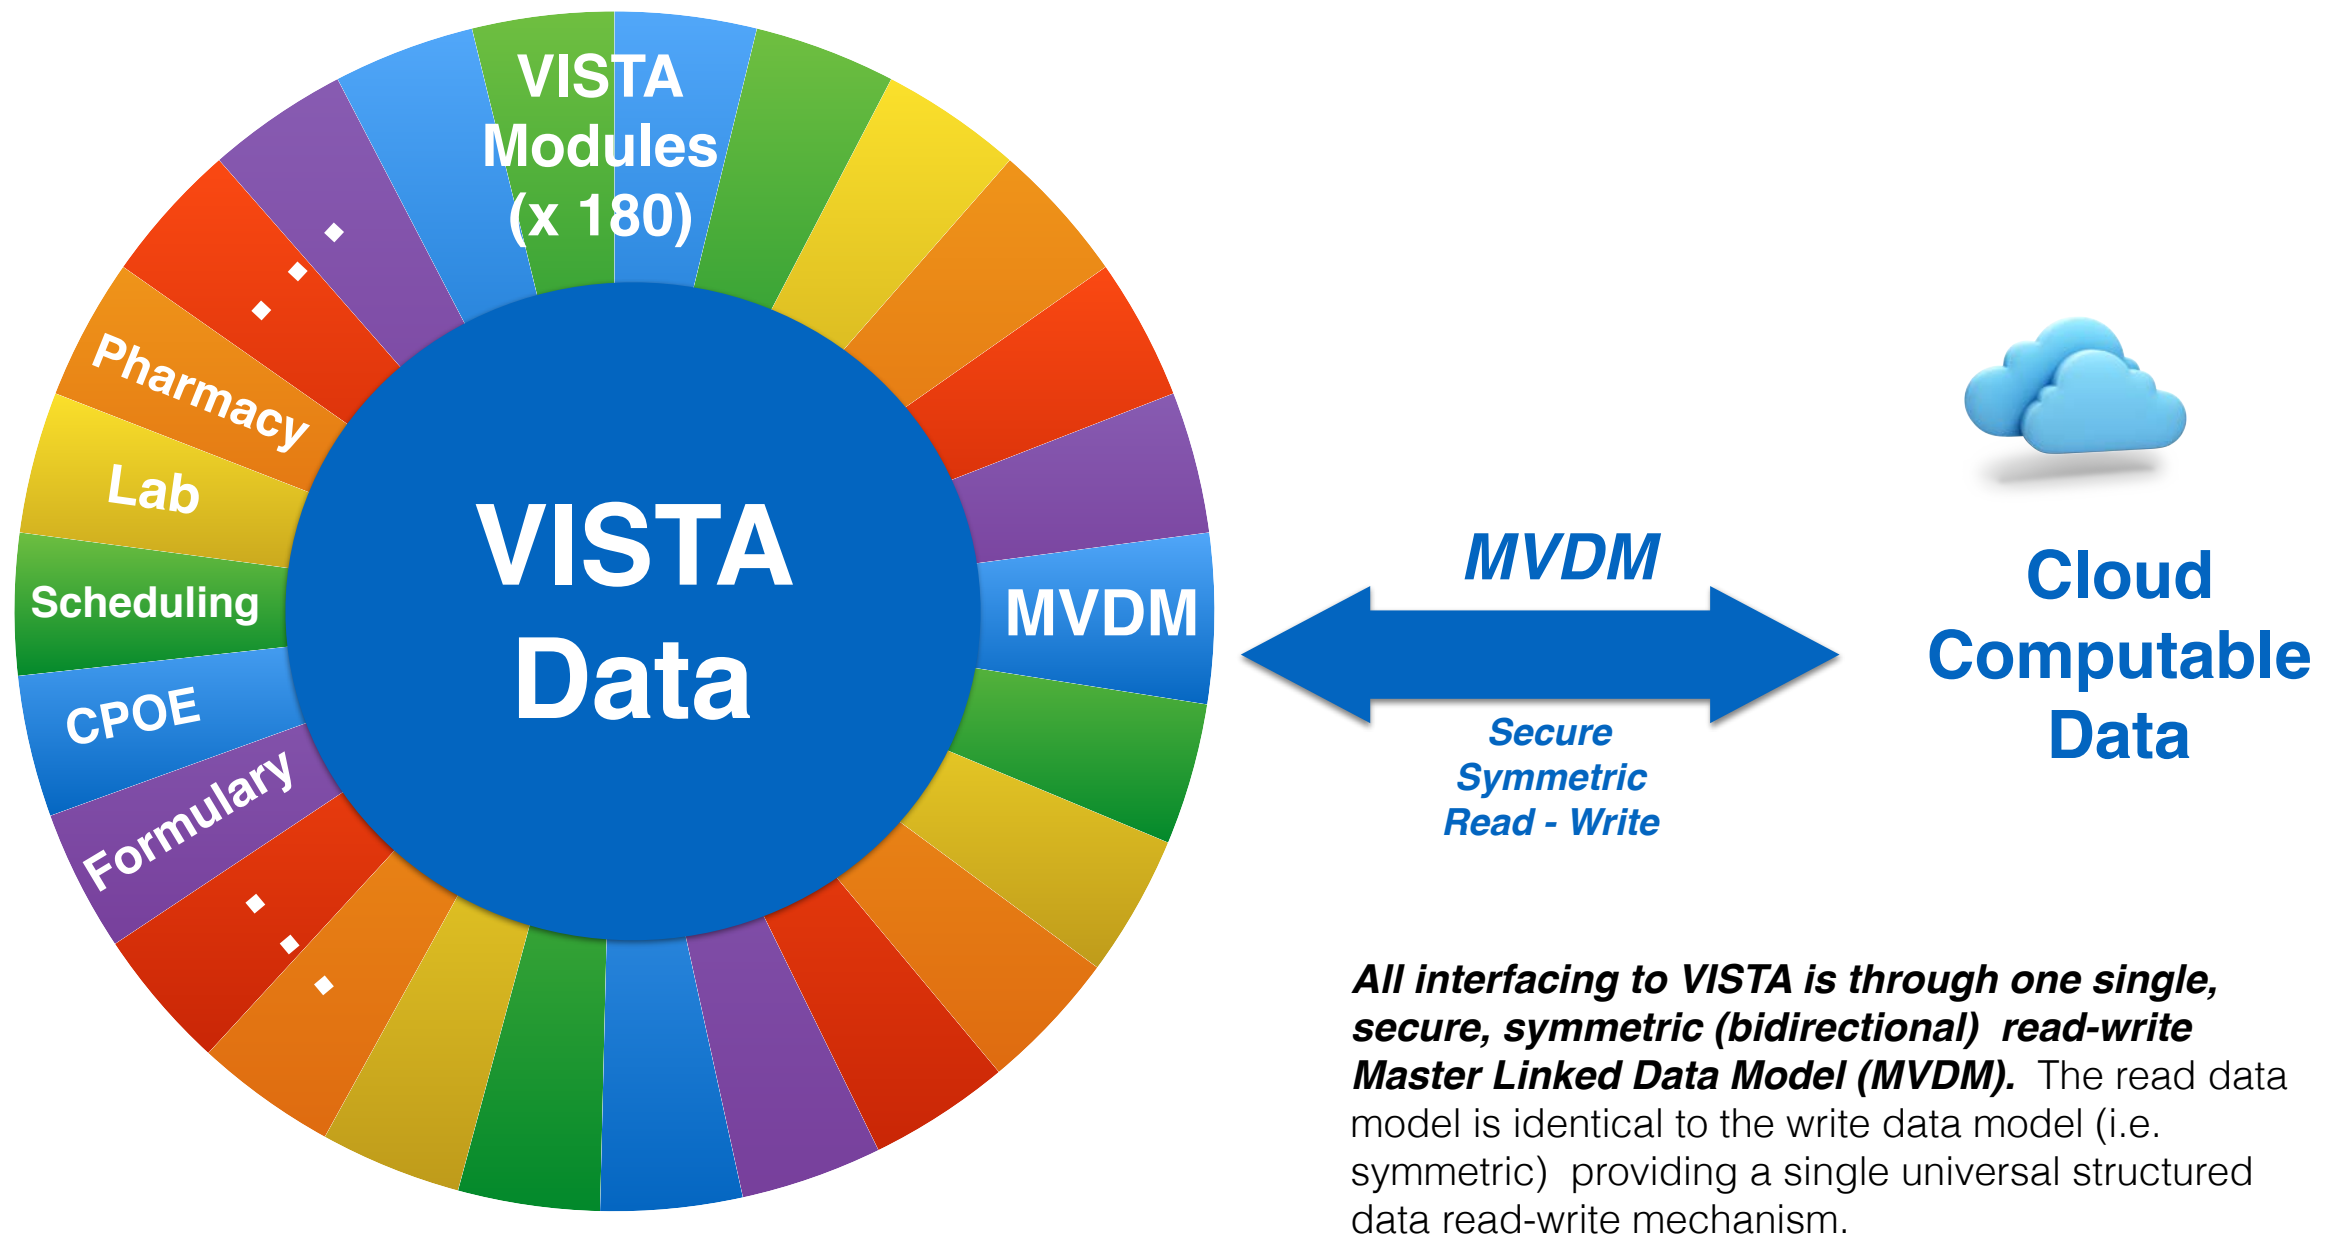 VISTA
Modules
(x 180)
Pharmacy
Lab
Scheduling
CPOE
Formulary
VISTA
Data
MVDM
MVDM
Secure
Symmetric
Read - Write
Cloud
Computable
Data
All interfacing to VISTA is through one single,
secure, symmetric (bidirectional)  read-write
Master Linked Data Model (MVDM).  The read data
model is identical to the write data model (i.e.
symmetric)  providing a single universal structured
data read-write mechanism.